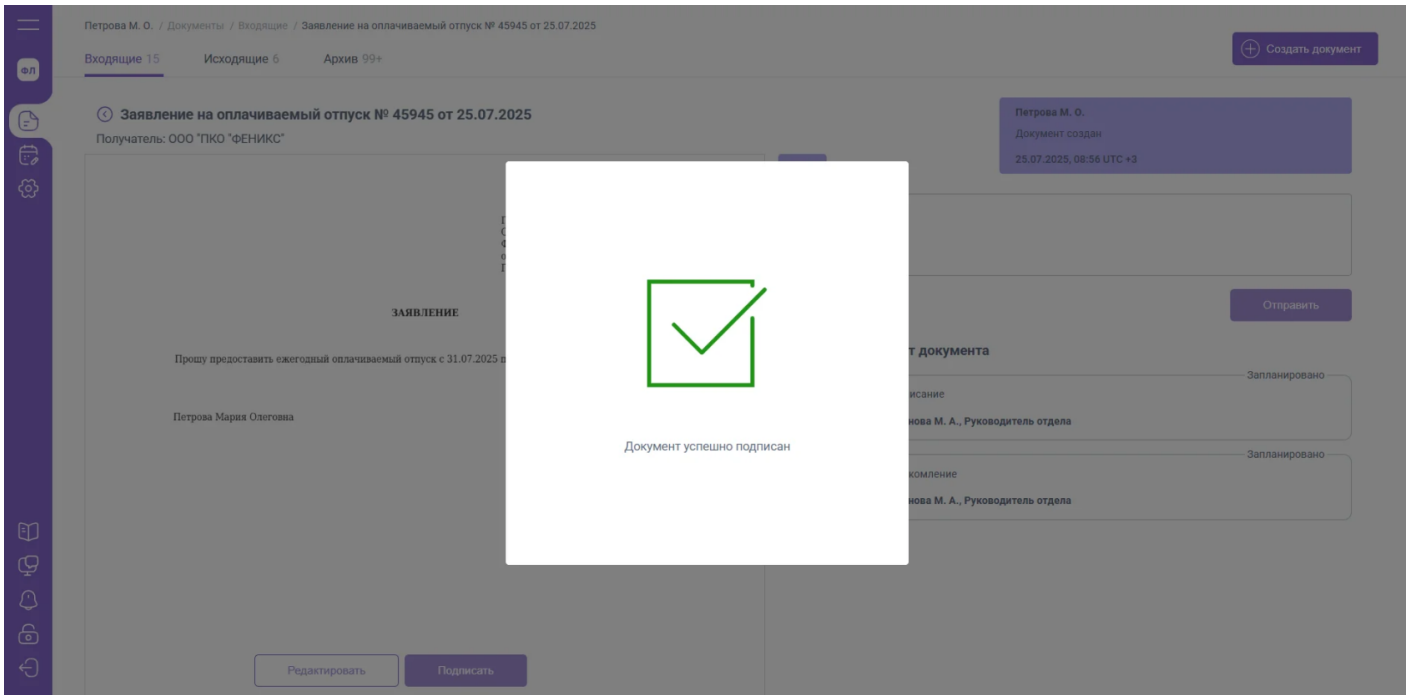 Петрова М. О. / Документы / Входящие / Заявление на оплачиваемый отпуск № 45945 от 25.07.2025
Входящие 15 Исходящие 6 Архив 99+
Создать документ
ФЛ
Заявление на оплачиваемый отпуск № 45945 от 25.07.2025
Получатель: ООО "ПКО "ФЕНИКС"
Петрова М. О.
Документ создан
25.07.2025, 08:56 UTC +3
ЗАЯВЛЕНИЕ
Прошу предоставить ежегодный оплачиваемый отпуск с 31.07.2025
Петрова Мария Олеговна
Документ успешно подписан
Отправить
т документа
Запланировано
исание
нова М. А., Руководитель отдела
Запланировано
комление
нова М. А., Руководитель отдела
Редактировать Подписать